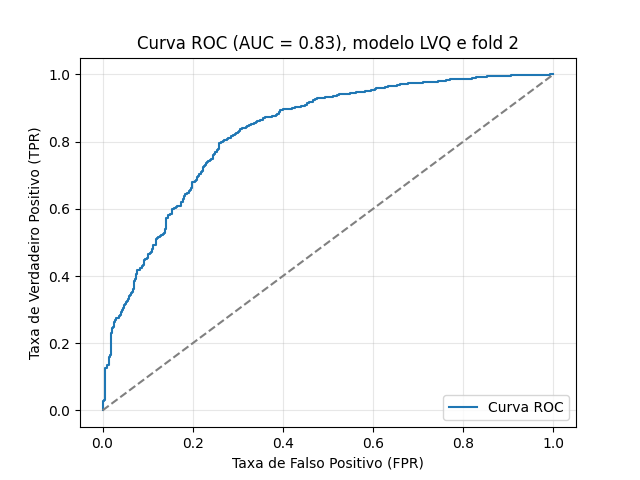 Curva ROC (AUC = 0.83), modelo LVQ e fold 2
Taxa de Verdadeiro Positivo (TPR)
1.0
0.8
0.6
0.4
0.2
0.0
0.0 0.2 0.4 0.6 0.8 1.0
Curva ROC
Taxa de Falso Positivo (FPR)